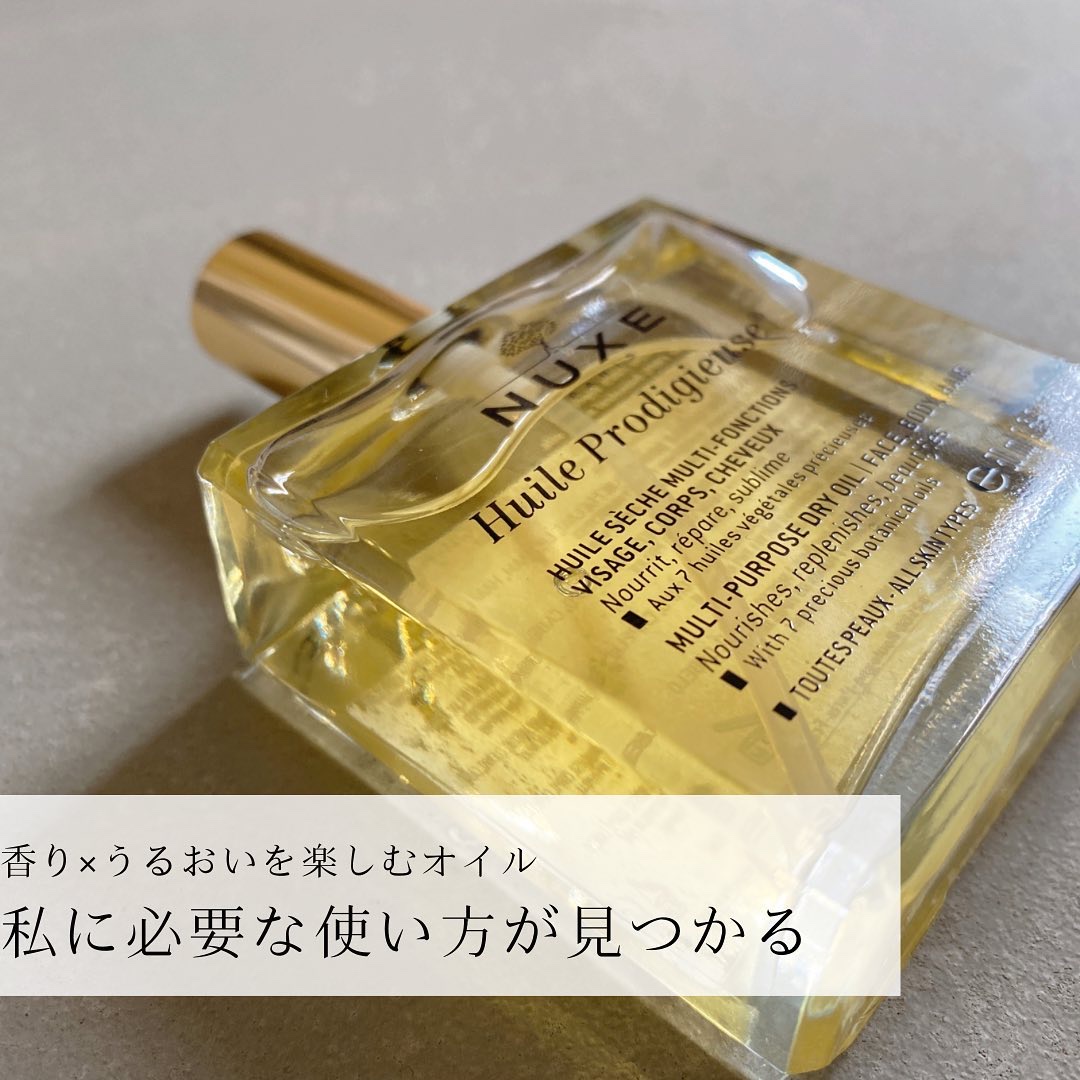 NUXE
Huile Prodigieuse
HUILE SÈCHE MULTI-FONCTIONS
VISAGE, CORPS, CHEVEUX
Nourrit, répare, sublime
Aux 7 huiles végétales précieuses
MULTI-PURPOSE DRY OIL | FACE, BODY, HAIR
Nourishes, replenishes, beautifies
With 7 precious botanical oils
TOUTES PEAUX - ALL SKIN TYPES
香り×うるおいを楽しむオイル
私に必要な使い方が見つかる